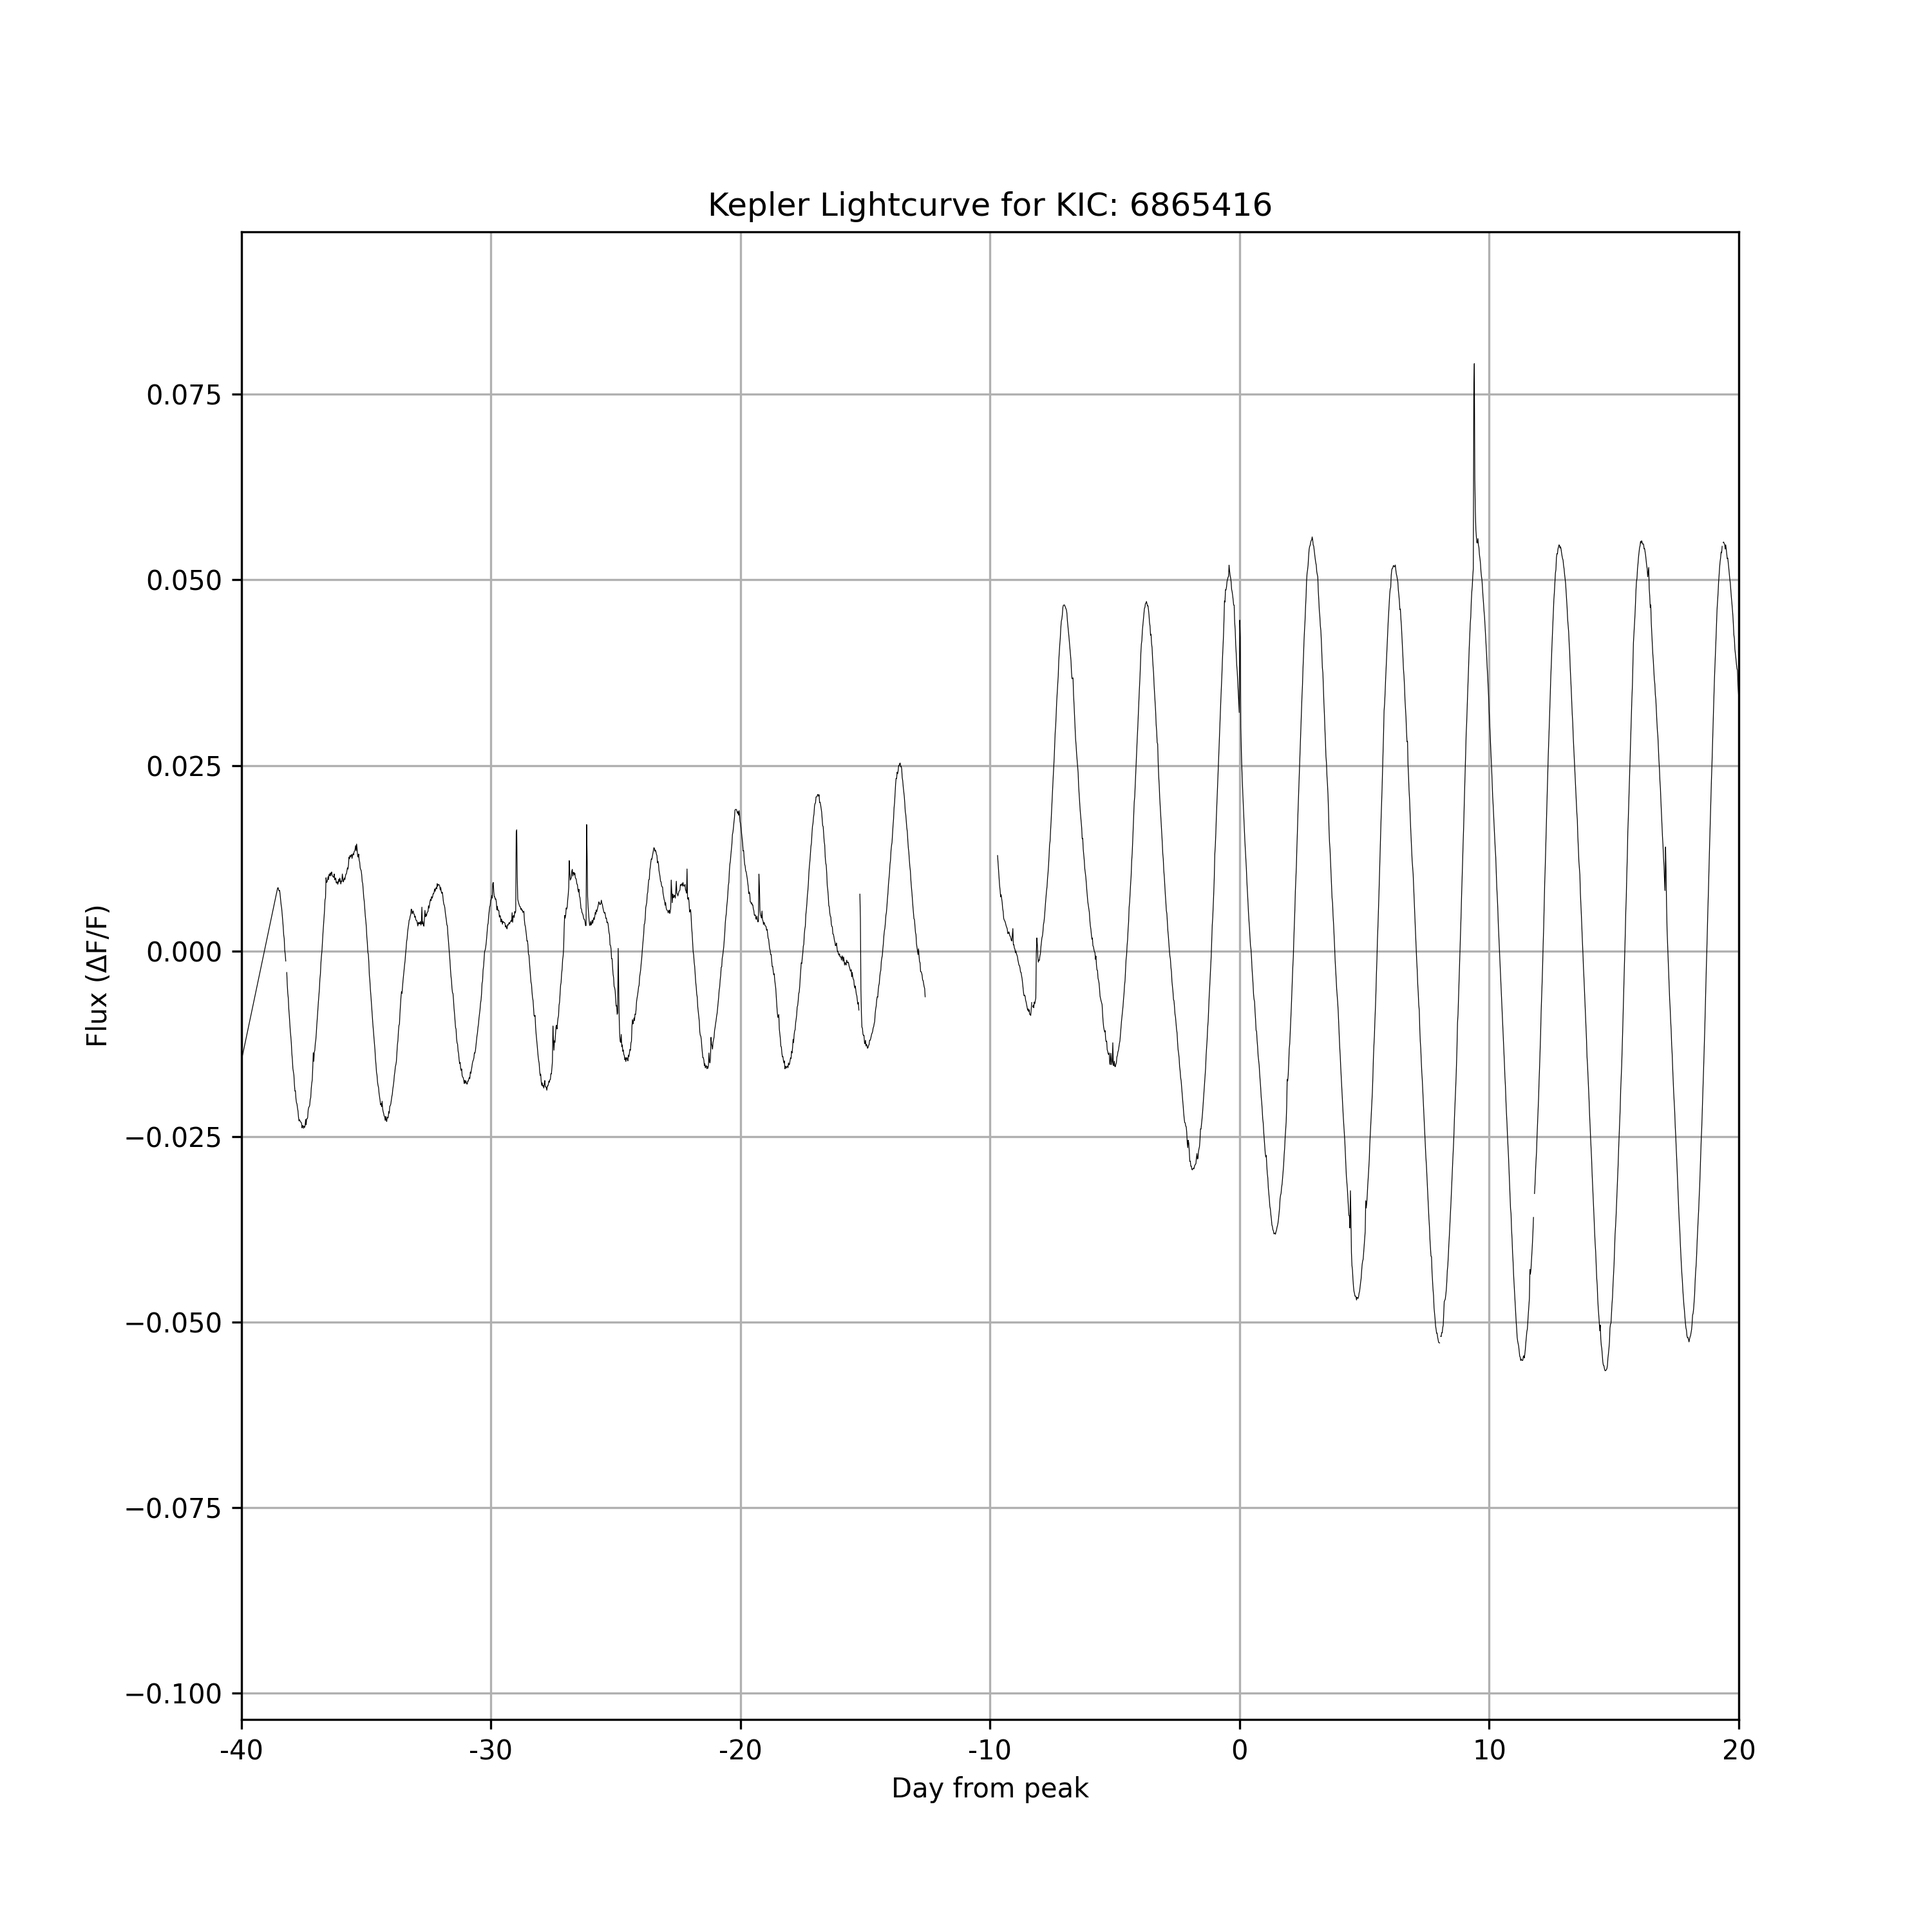 Kepler Lightcurve for KIC: 6865416
Flux (ΔF/F)
0.075
0.050
0.025
0.000
−0.025
−0.050
−0.075
−0.100
-40 -30 -20 -10 0 10 20
Day from peak